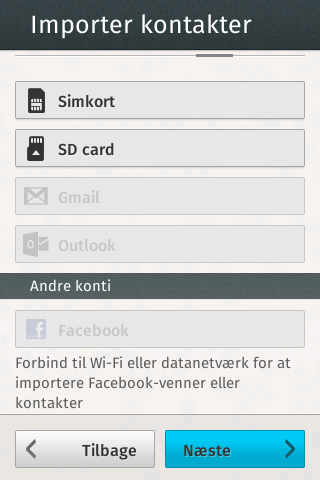 Importer kontakter
Simkort
SD card
Gmail
Outlook
Andre konti
Facebook
Forbind til Wi-Fi eller datanetværk for at
importere Facebook-venner eller
kontakter
Tilbage
Næste